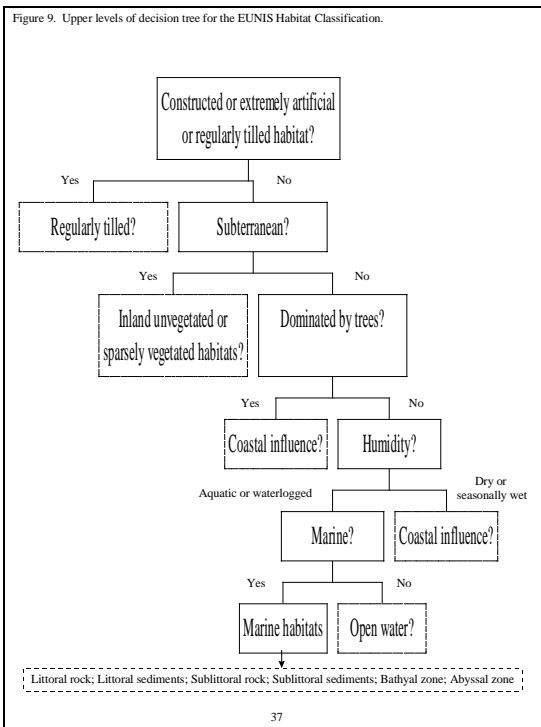 Figure 9. Upper levels of decision tree for the EUNIS Habitat Classification.
Constructed or extremely artificial
or regularly tilled habitat?
Yes
No
Regularly tilled?
Subterranean?
Yes
No
Inland unvegetated or
sparsely vegetated habitats?
Dominated by trees?
Yes
No
Coastal influence?
Humidity?
Aquatic or waterlogged
Dry or
seasonally wet
Marine?
Coastal influence?
Yes
No
Marine habitats
Open water?
Littoral rock; Littoral sediments; Sublittoral rock; Sublittoral sediments; Bathyal zone; Abyssal zone
37